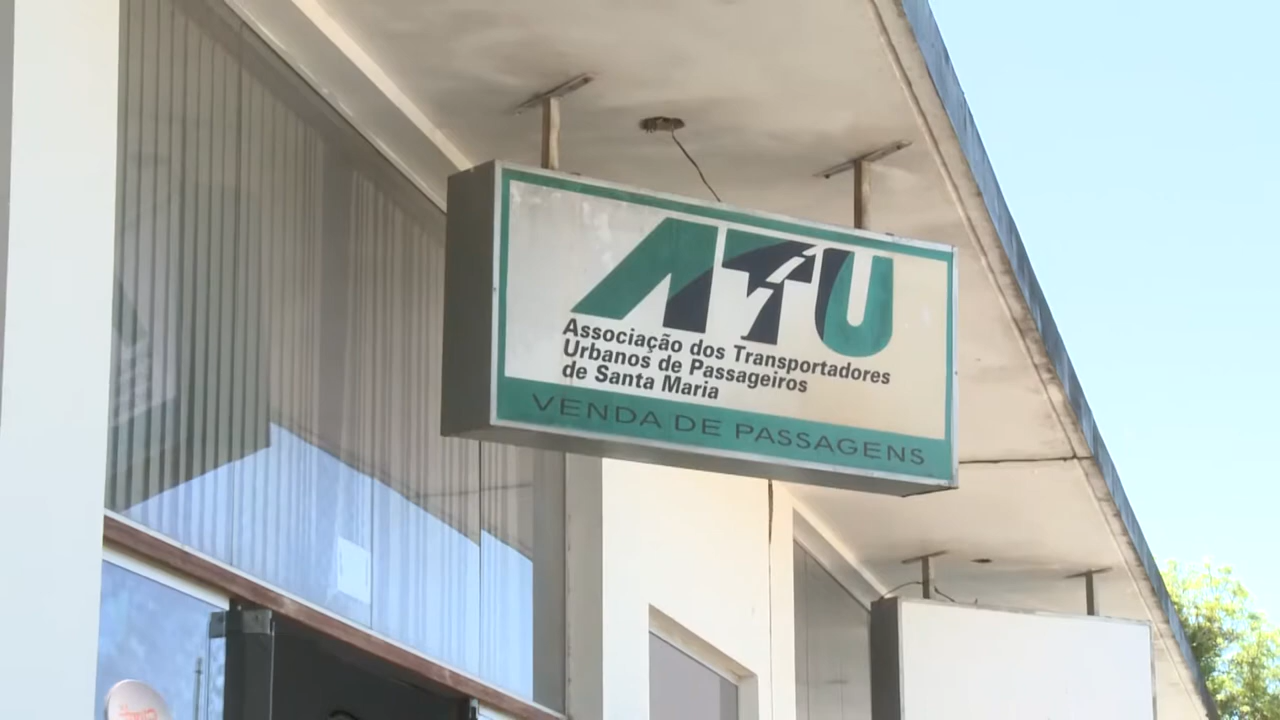 ATU
Associação dos Transportadores
Urbanos de Passageiros
de Santa Maria
VENDA DE PASSAGENS